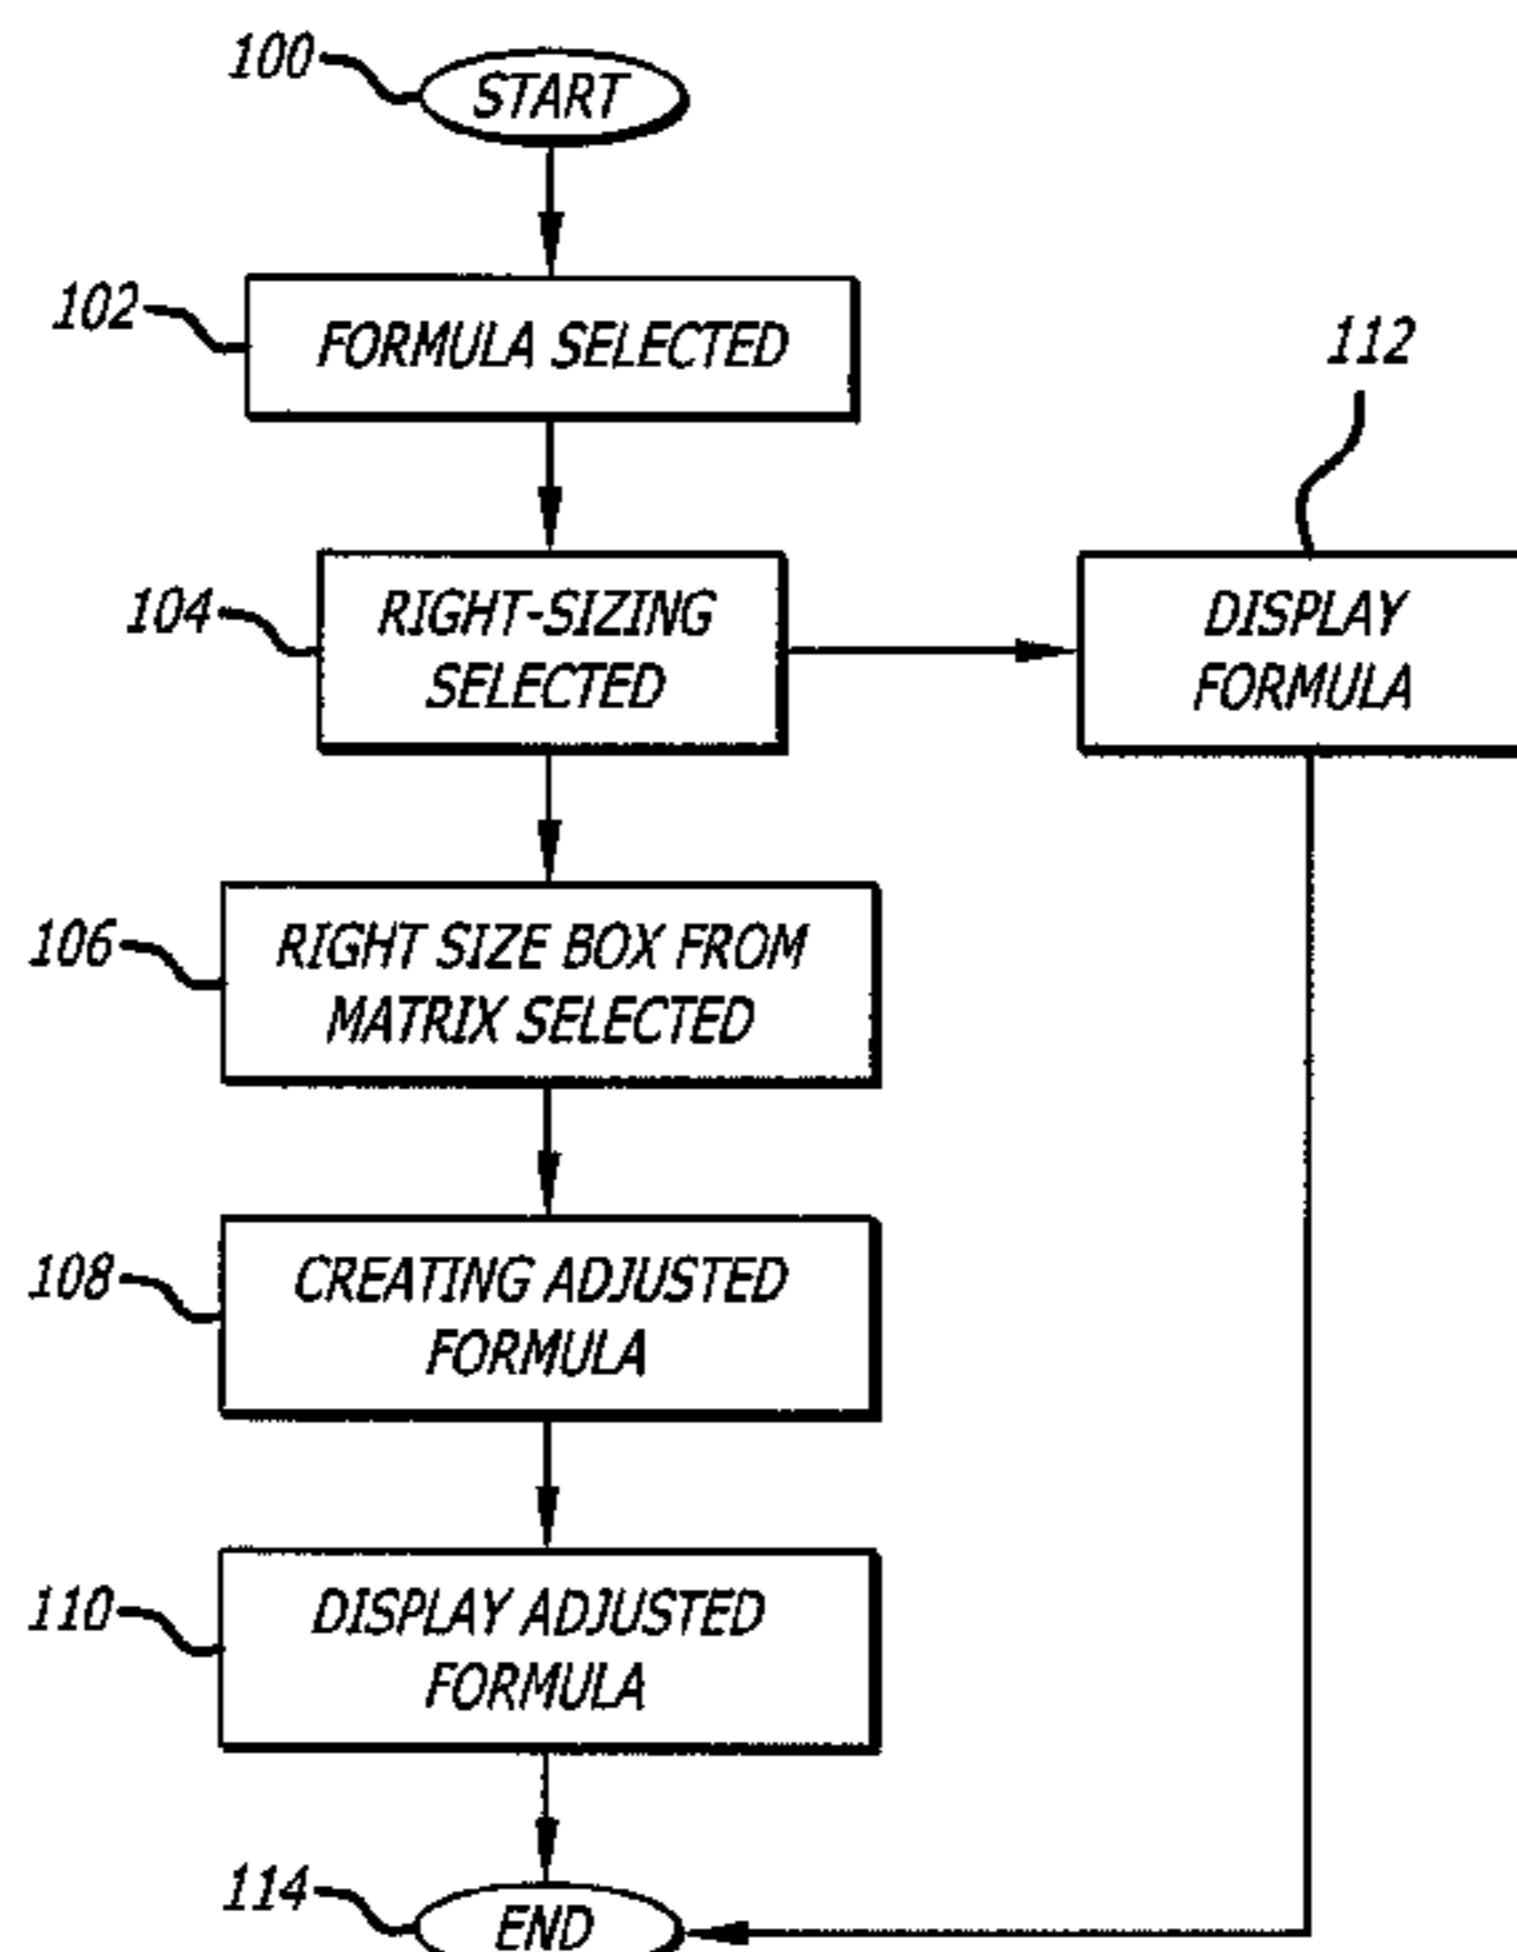 100
START
102
FORMULA SELECTED
112
104
RIGHT-SIZING
SELECTED
DISPLAY
FORMULA
106
RIGHT SIZE BOX FROM
MATRIX SELECTED
108
CREATING ADJUSTED
FORMULA
110
DISPLAY ADJUSTED
FORMULA
114
END